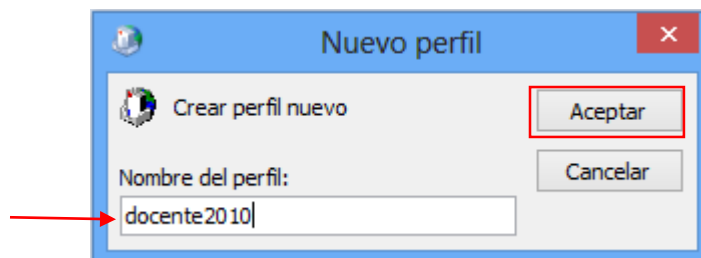 Nuevo perfil
Crear perfil nuevo
Aceptar
Nombre del perfil:
Cancelar
docente2010